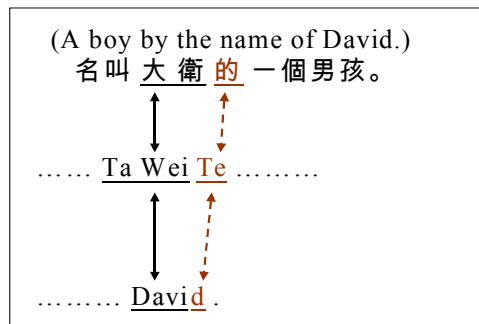 (A boy by the name of David.)
名叫 大衛 的 一個男孩。
…… Ta Wei Te ………
……… David .